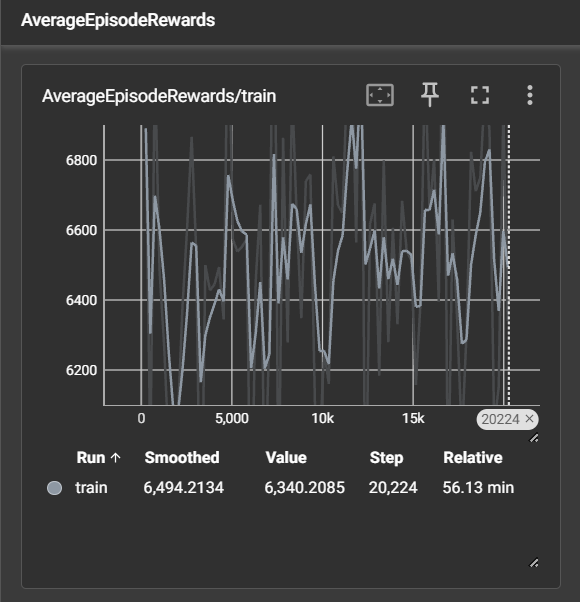 AverageEpisodeRewards
AverageEpisodeRewards/train
6800
6600
6400
6200
0 5,000 10k 15k 20224 ×
Run ↑ Smoothed Value Step Relative
train 6,494.2134 6,340.2085 20,224 56.13 min